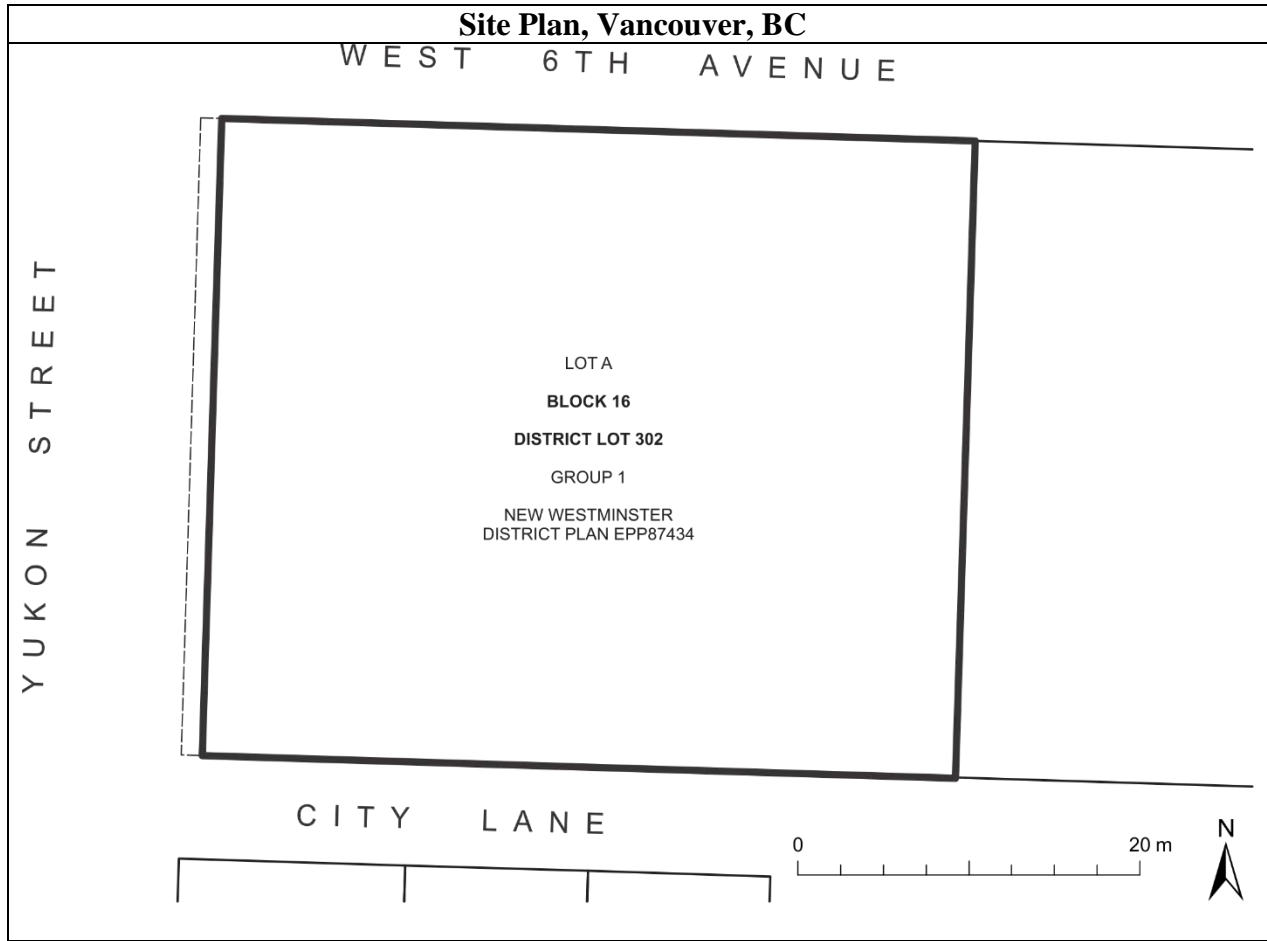 Site Plan, Vancouver, BC
WEST 6TH AVENUE
YUKON STREET
LOT A
BLOCK 16
DISTRICT LOT 302
GROUP 1
NEW WESTMINSTER
DISTRICT PLAN EPP87434
CITY LANE
0 20 m
N